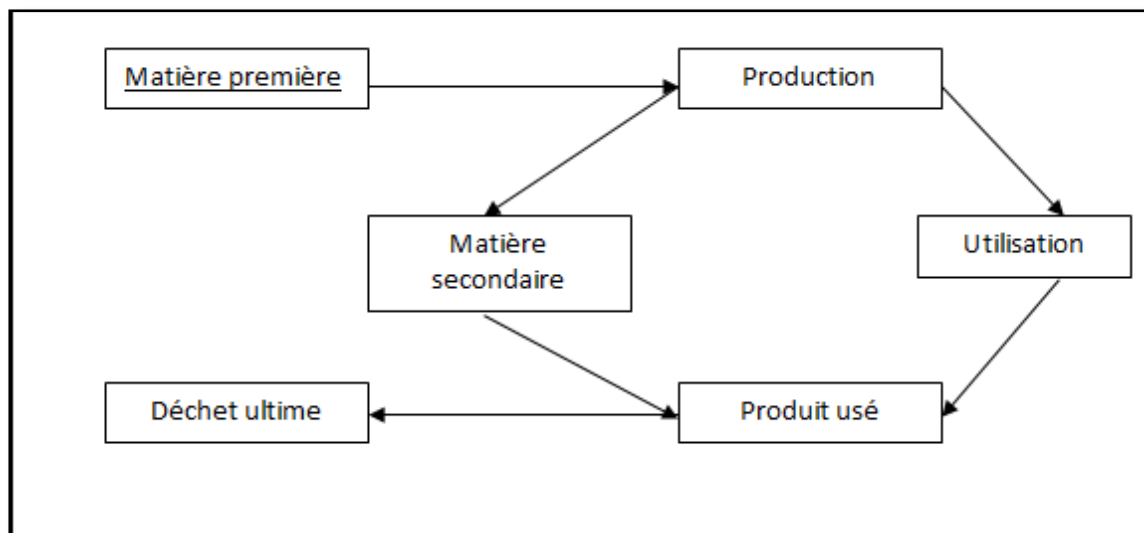 Matière première
Production
Matière
secondaire
Utilisation
Déchet ultime
Produit usé